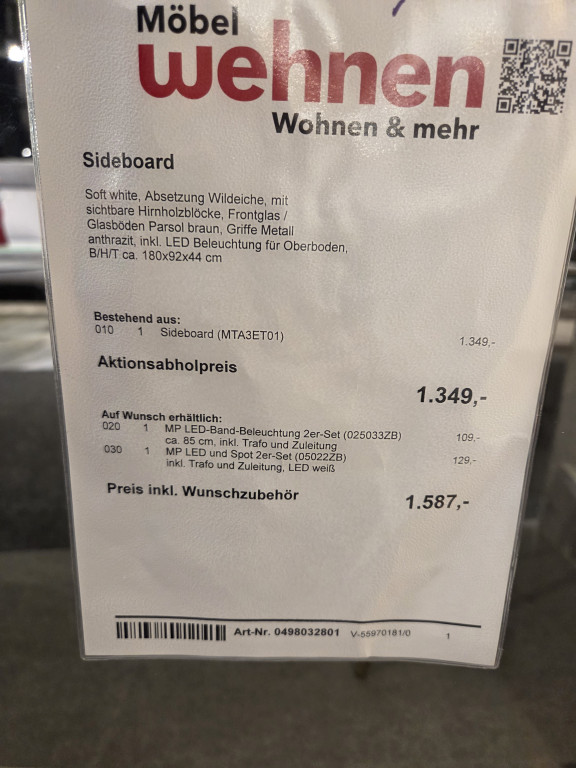 Möbel
wehnen
Wohnen & mehr
Sideboard
Soft white, Absetzung Wildeiche, mit
sichtbare Hirnholzblöcke, Frontglas /
Glasböden Parsol braun, Griffe Metall
anthrazit, inkl. LED Beleuchtung für Oberboden,
B/H/T ca. 180x92x44 cm
Bestehend aus:
010 1 Sideboard (MTA3ET01) 1.349,-
Aktionsabholpreis
1.349,-
Auf Wunsch erhältlich:
020 1 MP LED-Band-Beleuchtung 2er-Set (025033ZB) 109,-
ca. 85 cm, inkl. Trafo und Zuleitung
030 1 MP LED und Spot 2er-Set (05022ZB) 129,-
inkl. Trafo und Zuleitung, LED weiß
Preis inkl. Wunschzubehör 1.587,-
Art-Nr. 0498032801 V-55970181/0 1